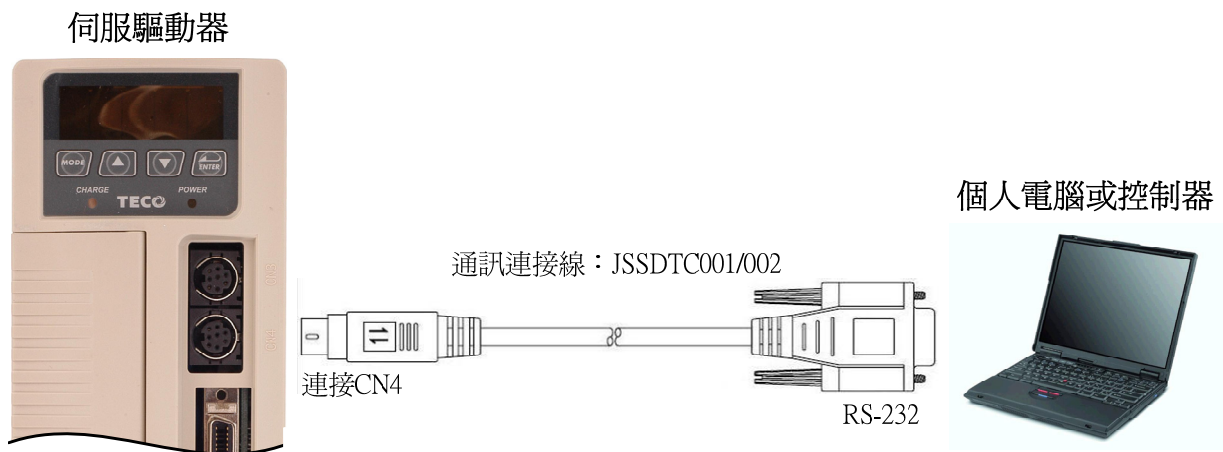 伺服驅動器
MODE
ENTER
CHARGE
POWER
TECO
個人電腦或控制器
通訊連接線：JSSDTC001/002
連接CN4
RS-232